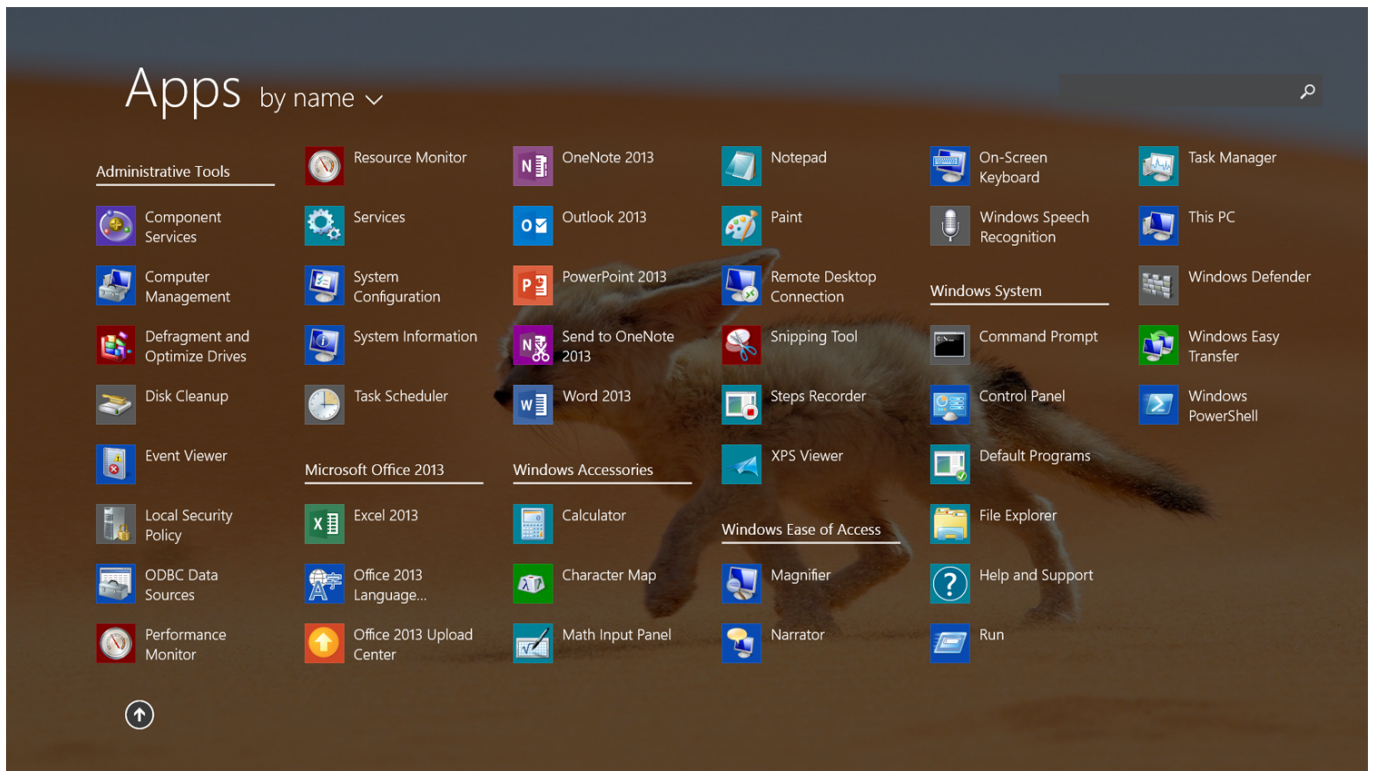 Apps by name
Administrative Tools
Component
Services
Computer
Management
Defragment and
Optimize Drives
Disk Cleanup
Event Viewer
Local Security
Policy
ODBC Data
Sources
Performance
Monitor
Resource Monitor
Services
System
Configuration
System Information
Task Scheduler
Microsoft Office 2013
Excel 2013
Office 2013
Language...
Office 2013 Upload
Center
OneNote 2013
Outlook 2013
PowerPoint 2013
Send to OneNote
2013
Word 2013
Windows Accessories
Calculator
Character Map
Math Input Panel
Notepad
Paint
Remote Desktop
Connection
Snipping Tool
Steps Recorder
XPS Viewer
Windows Ease of Access
Magnifier
Narrator
On-Screen
Keyboard
Windows Speech
Recognition
Windows System
Command Prompt
Control Panel
Default Programs
File Explorer
Help and Support
Run
Task Manager
This PC
Windows Defender
Windows Easy
Transfer
Windows
PowerShell